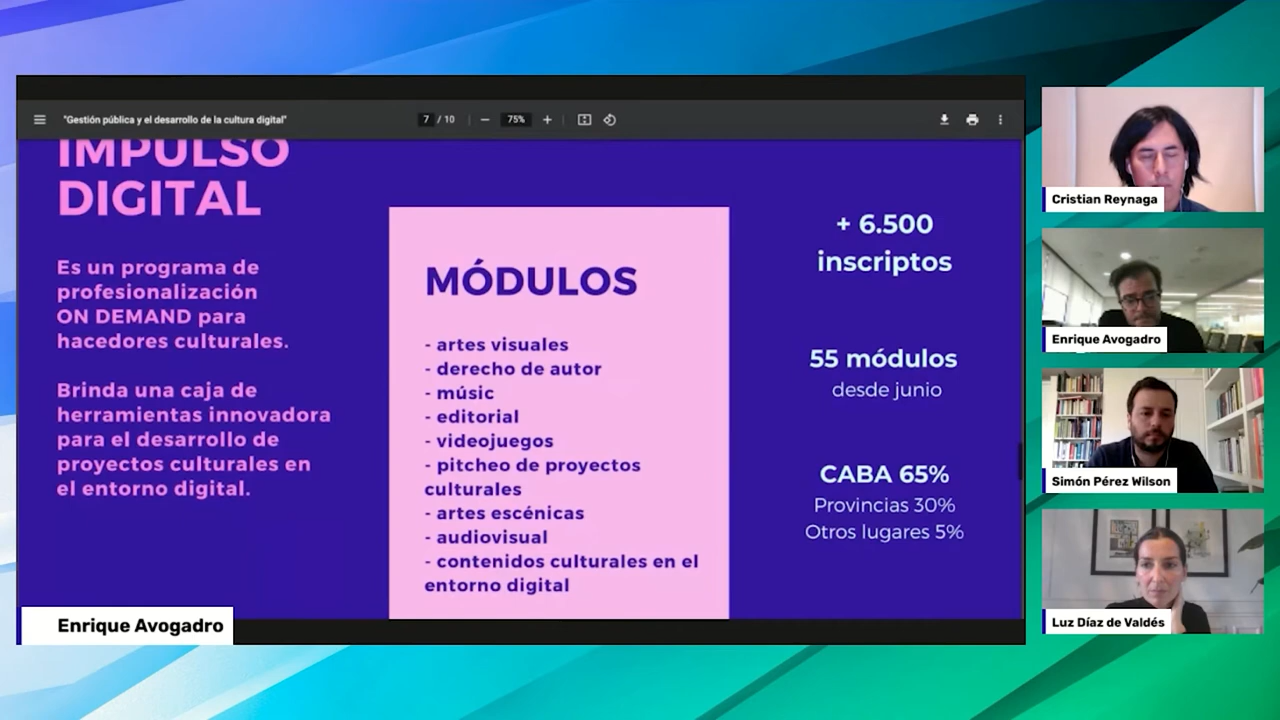 "Gestión pública y el desarrollo de la cultura digital"
7 / 10
75%
IMPULSO
DIGITAL
Es un programa de
profesionalización
ON DEMAND para
hacedores culturales.
Brinda una caja de
herramientas innovadora
para el desarrollo de
proyectos culturales en
el entorno digital.
MÓDULOS
- artes visuales
- derecho de autor
- músic
- editorial
- videojuegos
- pitcheo de proyectos
culturales
- artes escénicas
- audiovisual
- contenidos culturales en el
entorno digital
+ 6.500
inscriptos
55 módulos
desde junio
CABA 65%
Provincias 30%
Otros lugares 5%
Enrique Avogadro
Cristian Reynaga
Enrique Avogadro
Simón Pérez Wilson
Luz Díaz de Valdés